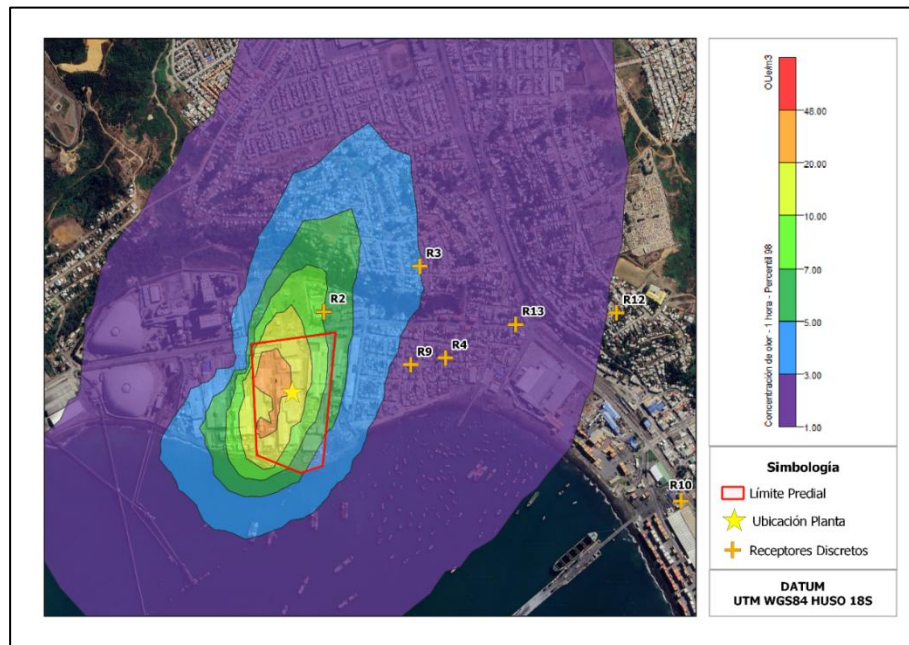 R3
R2
R12
R13
R4
R9
R10
OUe/m3
48.00
20.00
10.00
7.00
5.00
3.00
1.00
Concentración de olor - 1 hora - Percentil 98
Simbología
Límite Predial
Ubicación Planta
Receptores Discretos
DATUM
UTM WGS84 HUSO 18S